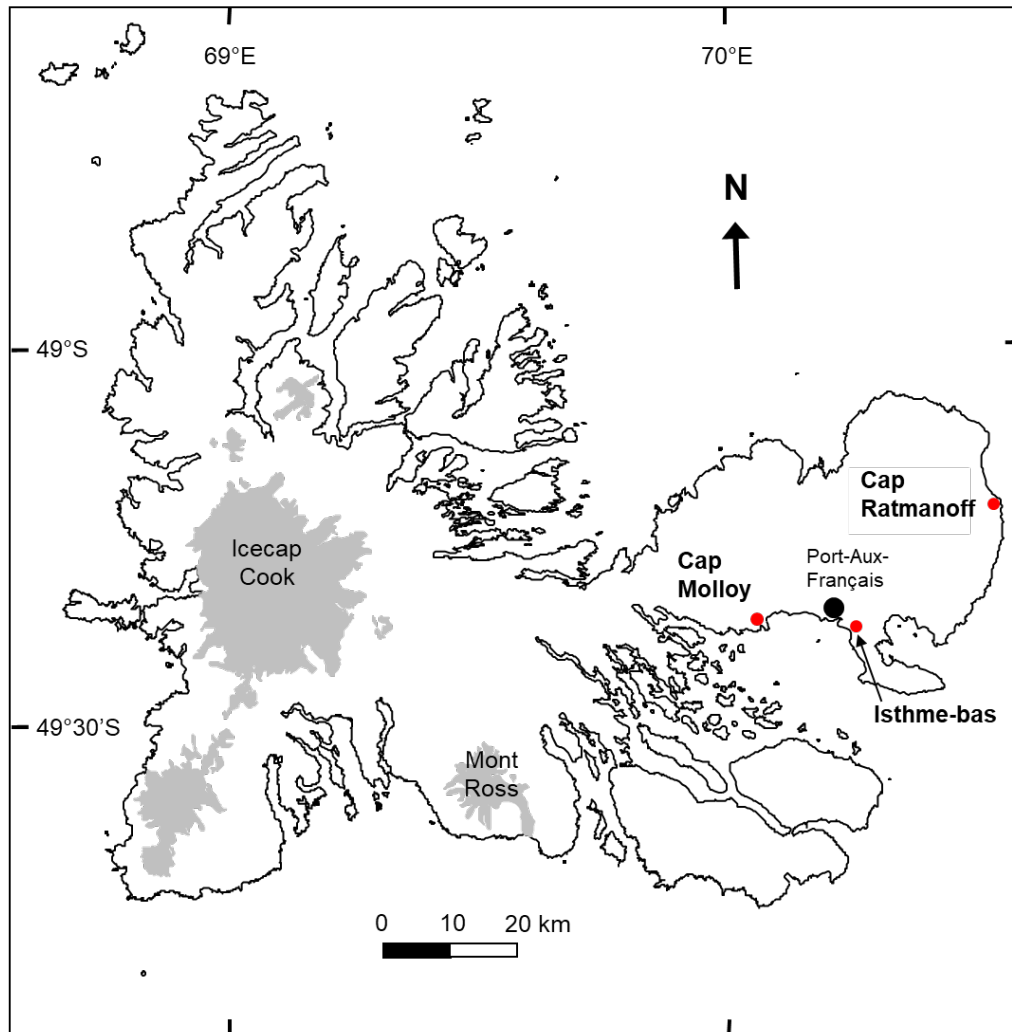 69°E
70°E
N
49°S
Cap
Ratmanoff
Icecap
Cook
Port-Aux-
Français
Cap
Molloy
Isthme-bas
49°30'S
Mont
Ross
0 10 20 km